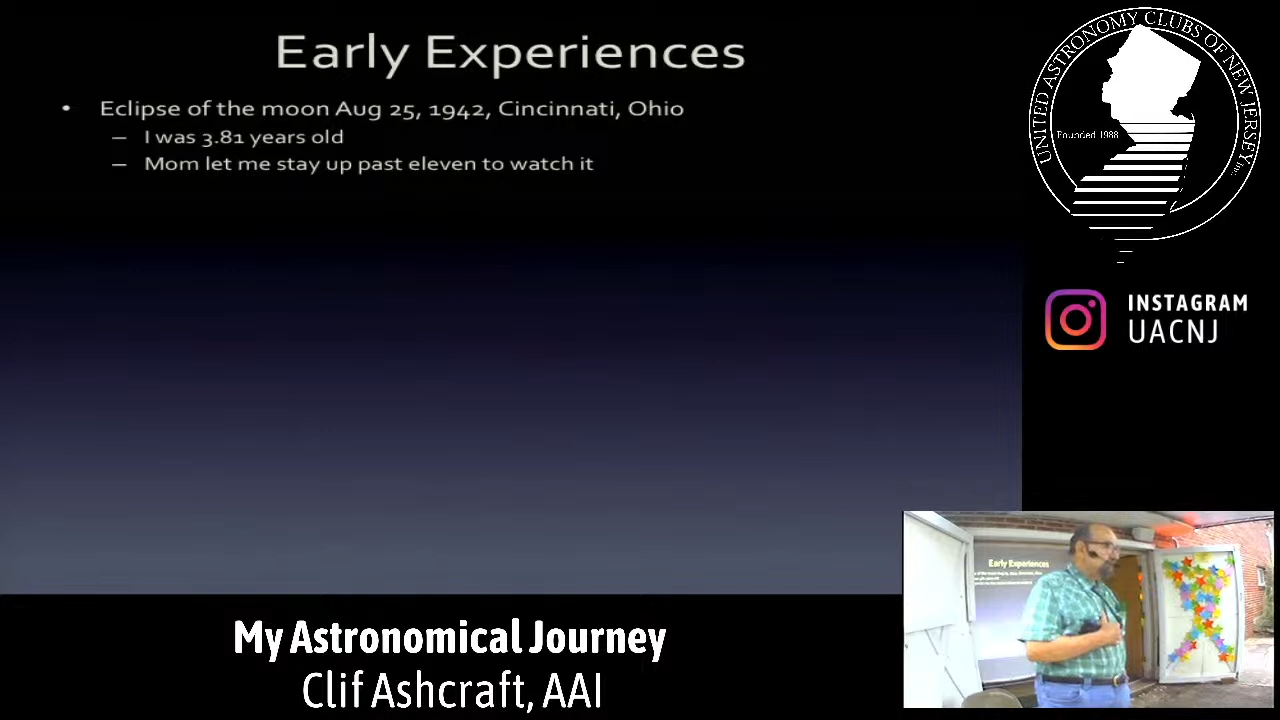 Early Experiences
• Eclipse of the moon Aug 25, 1942, Cincinnati, Ohio
– I was 3.81 years old
– Mom let me stay up past eleven to watch it
UNITED ASTRONOMY CLUBS OF NEW JERSEY, Inc.
Founded 1988
INSTAGRAM
UACNJ
Early Experiences
My Astronomical Journey
Clif Ashcraft, AAI